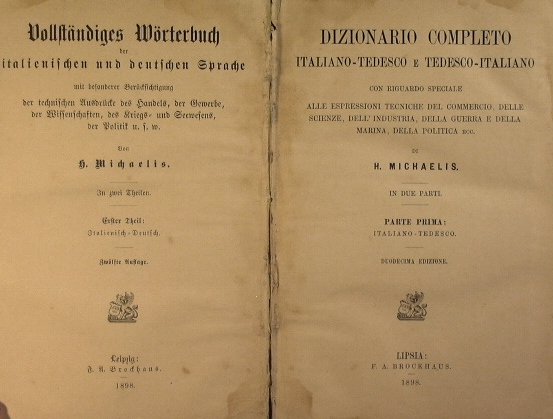 Vollständiges Wörterbuch
der
italienischen und deutschen Sprache
mit besonderer Berücksichtigung
der technischen Ausdrücke des Handels, der Gewerbe,
der Wissenschaften, des Kriegs- und Seewesens,
der Politik u. s. w.
Von
H. Michaelis.
In zwei Theilen.
Erster Theil:
Italienisch-Deutsch.
Zwölfte Auflage.
Leipzig:
F. A. Brockhaus.
1898.
DIZIONARIO COMPLETO
ITALIANO-TEDESCO E TEDESCO-ITALIANO
CON RIGUARDO SPECIALE
ALLE ESPRESSIONI TECNICHE DEL COMMERCIO, DELLE
SCIENZE, DELL' INDUSTRIA, DELLA GUERRA E DELLA
MARINA, DELLA POLITICA ECC.
DI
H. MICHAELIS.
IN DUE PARTI.
PARTE PRIMA:
ITALIANO-TEDESCO.
DUODECIMA EDIZIONE.
LIPSIA:
F. A. BROCKHAUS.
1898.